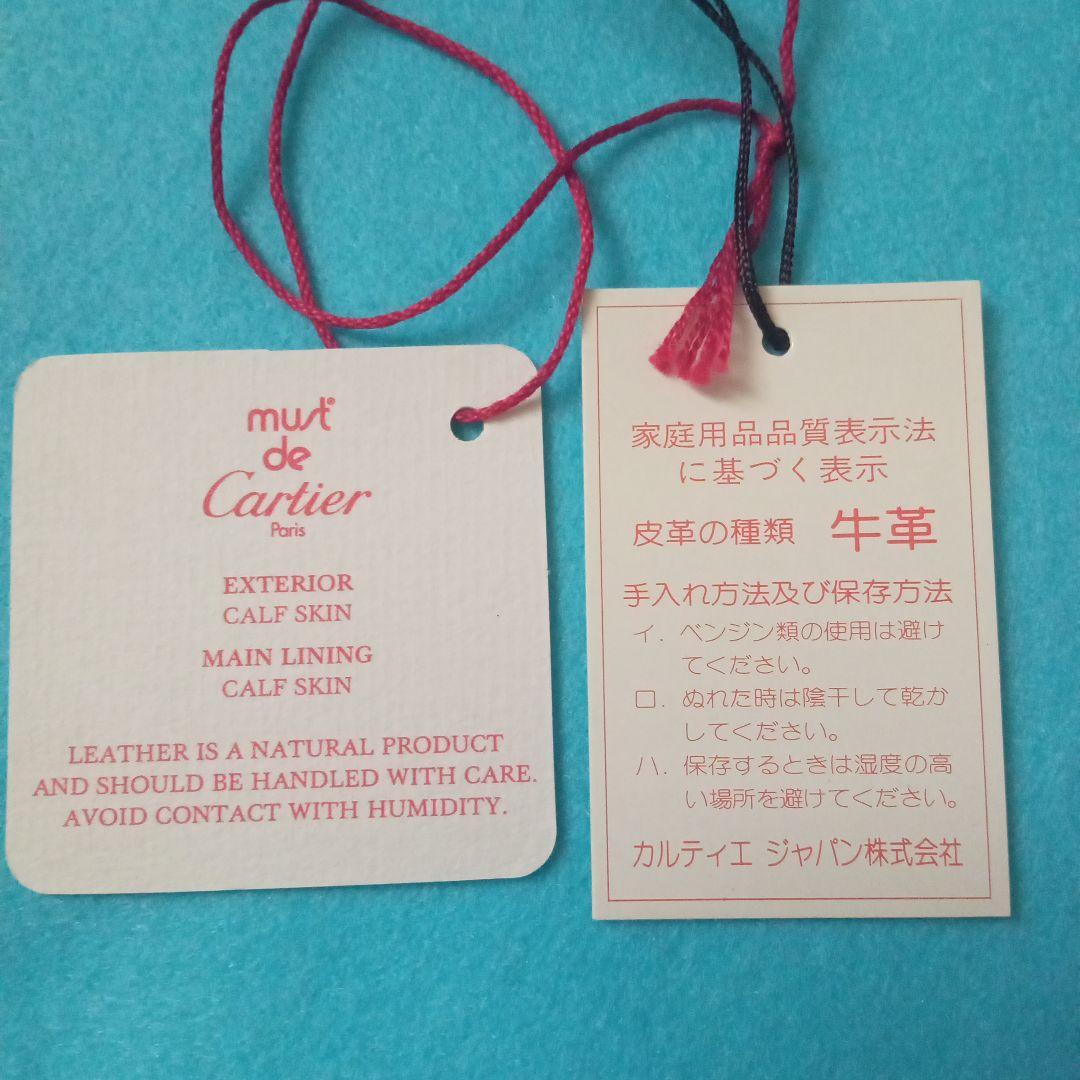 must®
de
Cartier
Paris
EXTERIOR
CALF SKIN
MAIN LINING
CALF SKIN
LEATHER IS A NATURAL PRODUCT
AND SHOULD BE HANDLED WITH CARE.
AVOID CONTACT WITH HUMIDITY.
家庭用品品質表示法
に基づく表示
皮革の種類 牛革
手入れ方法及び保存方法
イ. ベンジン類の使用は避け
てください。
ロ. ぬれた時は陰干して乾か
してください。
ハ. 保存するときは湿度の高
い場所を避けてください。
カルティエ ジャパン株式会社